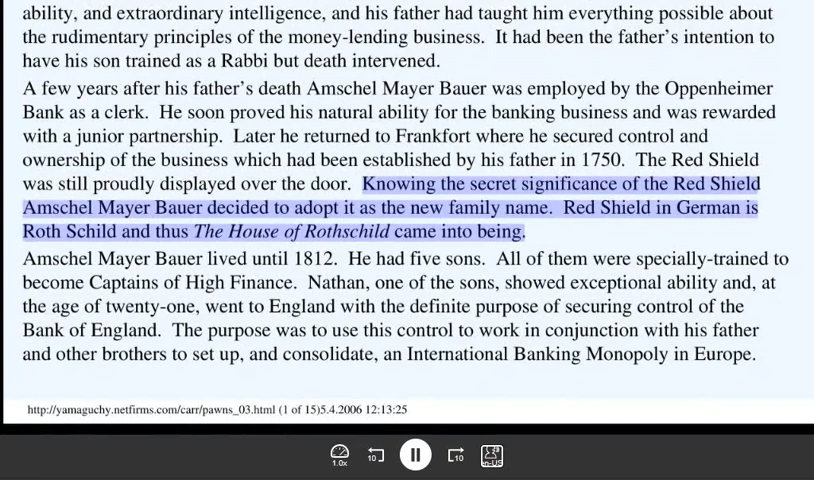 ability, and extraordinary intelligence, and his father had taught him everything possible about
the rudimentary principles of the money-lending business. It had been the father's intention to
have his son trained as a Rabbi but death intervened.
A few years after his father's death Amschel Mayer Bauer was employed by the Oppenheimer
Bank as a clerk. He soon proved his natural ability for the banking business and was rewarded
with a junior partnership. Later he returned to Frankfort where he secured control and
ownership of the business which had been established by his father in 1750. The Red Shield
was still proudly displayed over the door. Knowing the secret significance of the Red Shield
Amschel Mayer Bauer decided to adopt it as the new family name. Red Shield in German is
Roth Schild and thus The House of Rothschild came into being.
Amschel Mayer Bauer lived until 1812. He had five sons. All of them were specially-trained to
become Captains of High Finance. Nathan, one of the sons, showed exceptional ability and, at
the age of twenty-one, went to England with the definite purpose of securing control of the
Bank of England. The purpose was to use this control to work in conjunction with his father
and other brothers to set up, and consolidate, an International Banking Monopoly in Europe.
http://yamaguchy.netfirms.com/carr/pawns_03.html (1 of 15)5.4.2006 12:13:25
1.0x 10 10 en-US